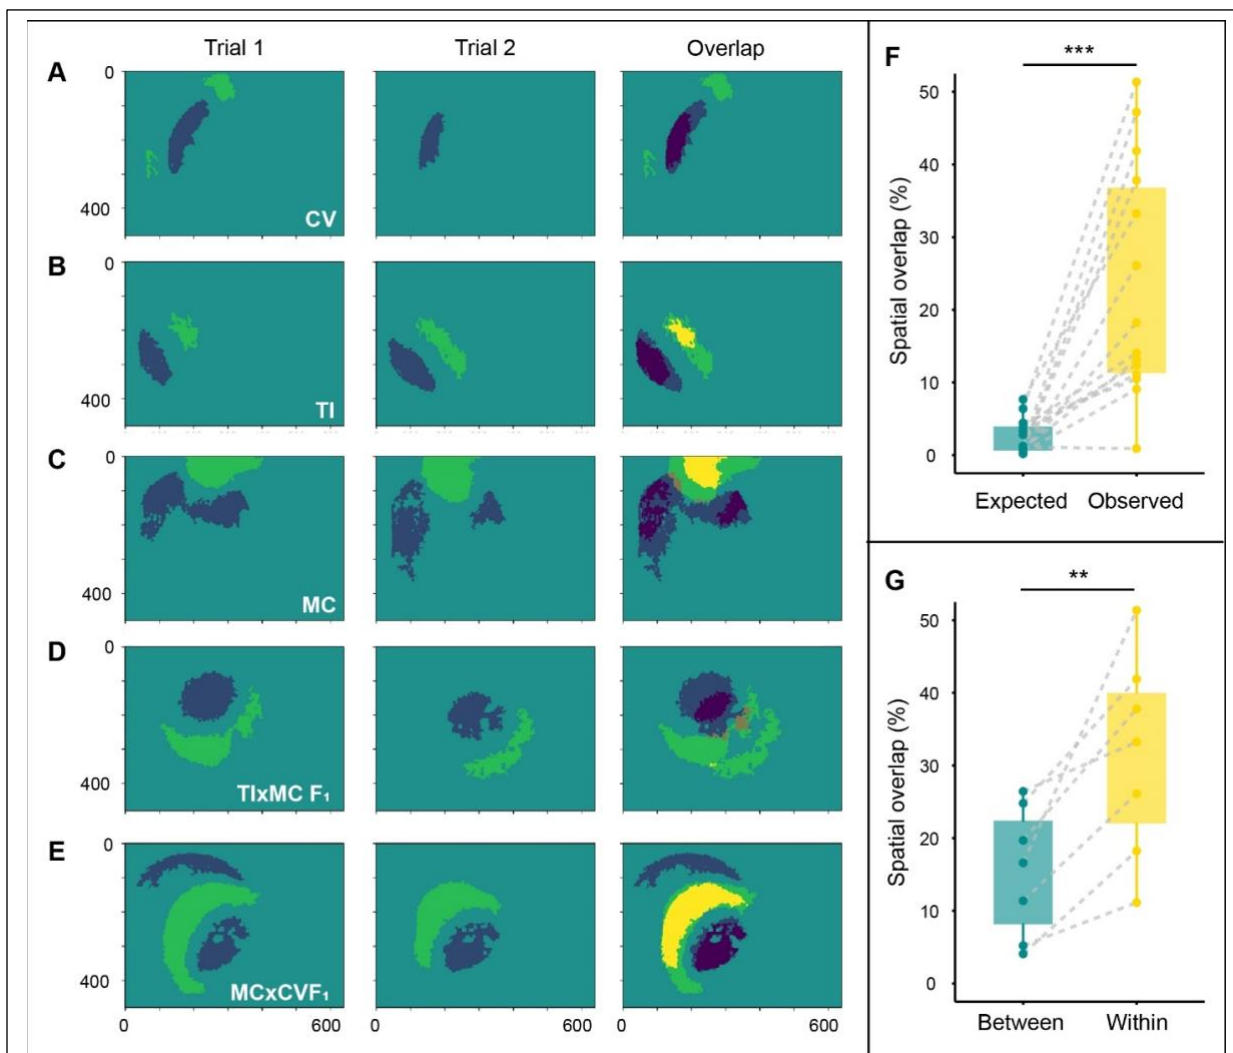 Trial 1 Trial 2 Overlap
A
0
400
CV
B
0
400
TI
C
0
400
MC
D
0
400
TIxMC F₁
E
0
400
MCxCVF₁
0 600 0 600 0 600
F
***
Spatial overlap (%)
50
40
30
20
10
0
Expected Observed
G
**
Spatial overlap (%)
50
40
30
20
10
0
Between Within